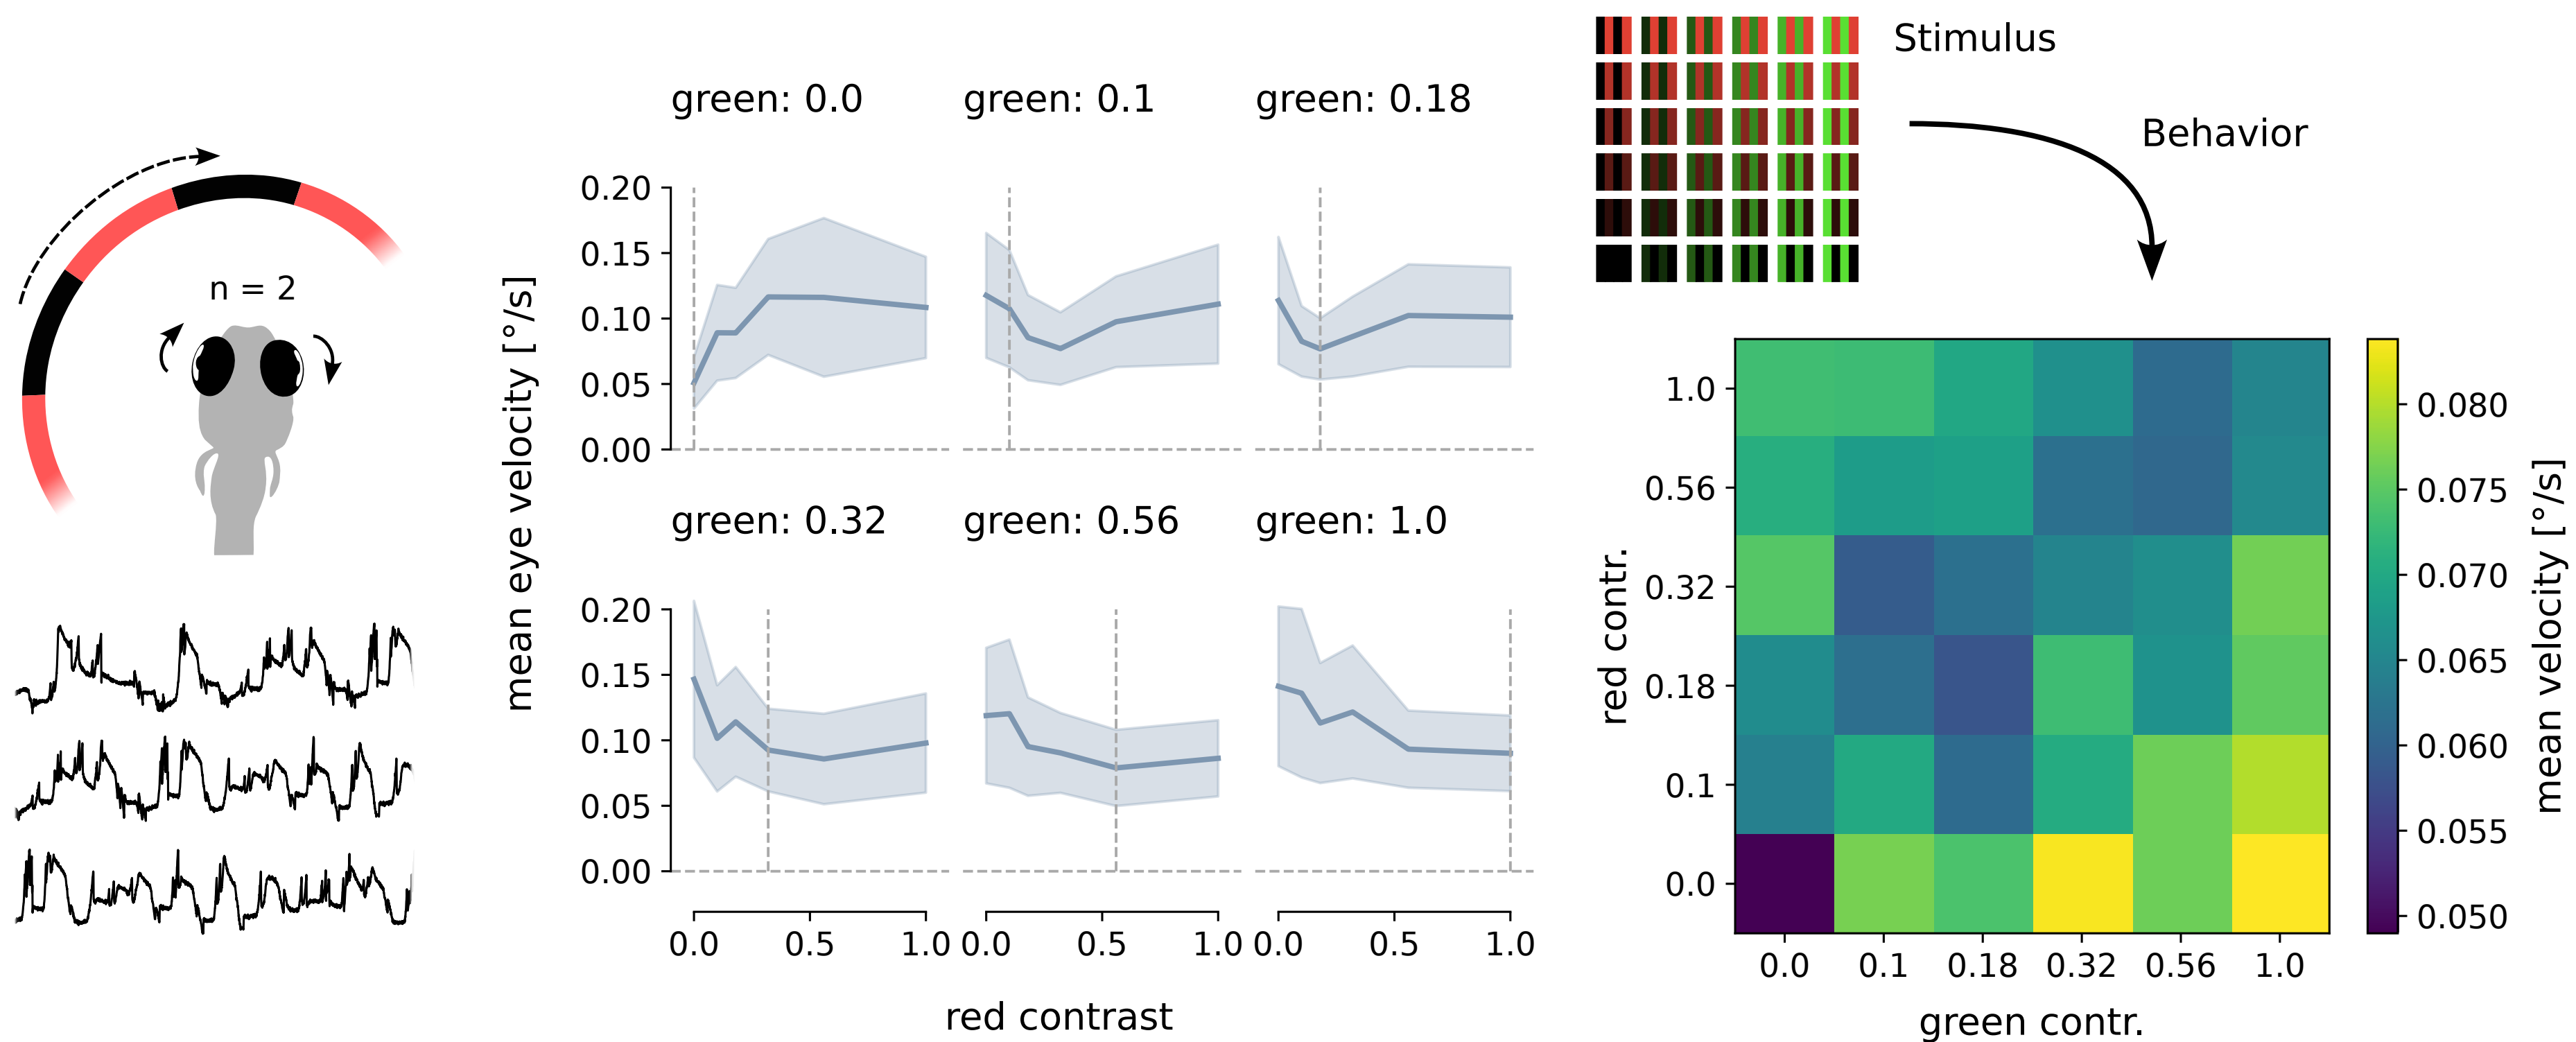 n = 2
mean eye velocity [°/s]
green: 0.0
green: 0.1
green: 0.18
0.20
0.15
0.10
0.05
0.00
green: 0.32
green: 0.56
green: 1.0
0.20
0.15
0.10
0.05
0.00
0.0 0.5 1.0 0.0 0.5 1.0 0.0 0.5 1.0
red contrast
Stimulus
Behavior
red contr.
1.0
0.56
0.32
0.18
0.1
0.0
0.0 0.1 0.18 0.32 0.56 1.0
green contr.
0.080
0.075
0.070
0.065
0.060
0.055
0.050
mean velocity [°/s]